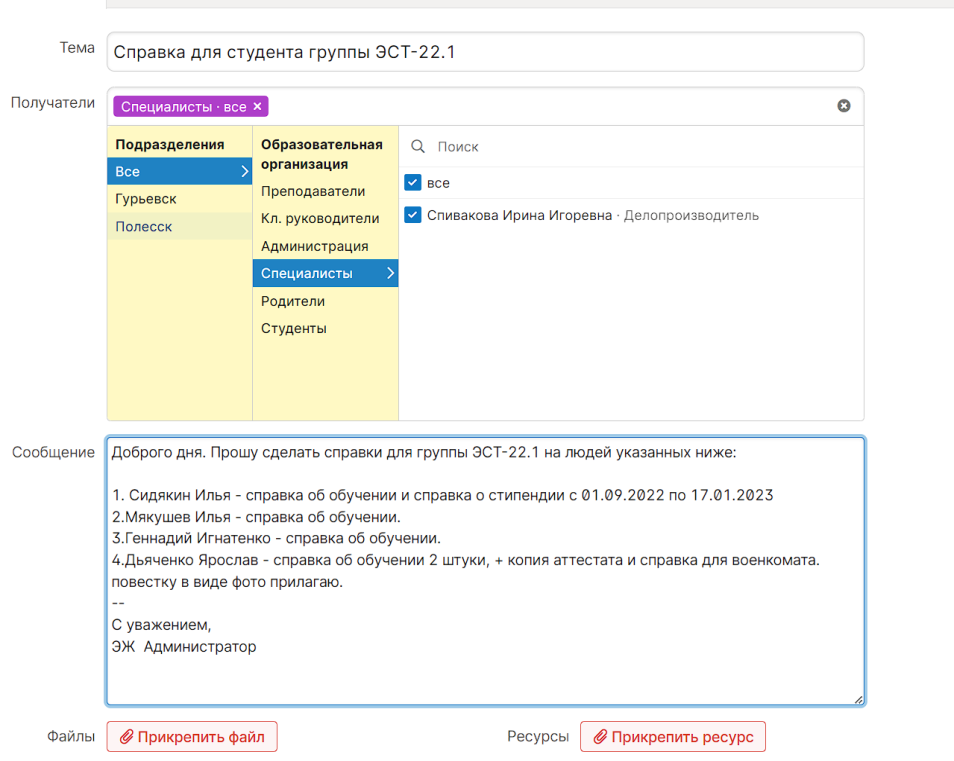 Тема
Справка для студента группы ЭСТ-22.1
Получатели
Специалисты · все ×
Подразделения
Все
Гурьевск
Полесск
Образовательная
организация
Преподаватели
Кл. руководители
Администрация
Специалисты
Родители
Студенты
Поиск
все
Спивакова Ирина Игоревна · Делопроизводитель
Сообщение
Доброго дня. Прошу сделать справки для группы ЭСТ-22.1 на людей указанных ниже:
1. Сидякин Илья - справка об обучении и справка о стипендии с 01.09.2022 по 17.01.2023
2.Мякушев Илья - справка об обучении.
3.Геннадий Игнатенко - справка об обучении.
4.Дьяченко Ярослав - справка об обучении 2 штуки, + копия аттестата и справка для военкомата.
повестку в виде фото прилагаю.
--
С уважением,
ЭЖ  Администратор
Файлы
Прикрепить файл
Ресурсы
Прикрепить ресурс